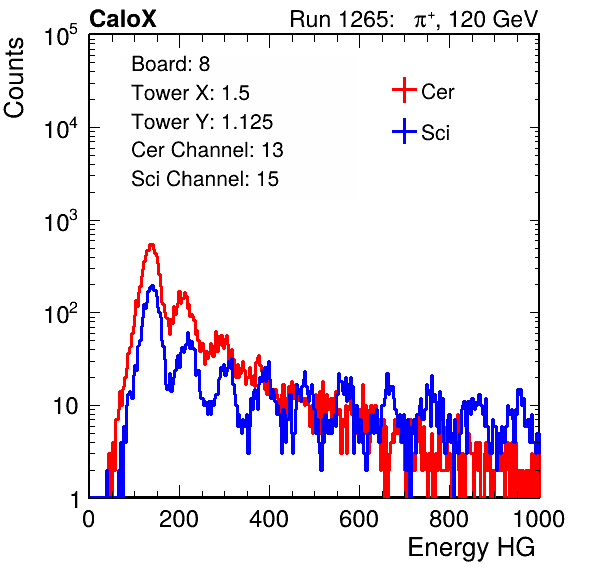 CaloX Run 1265: π⁺, 120 GeV
Counts
10⁵
10⁴
10³
10²
10
1
Board: 8
Tower X: 1.5
Tower Y: 1.125
Cer Channel: 13
Sci Channel: 15
Cer
Sci
0 200 400 600 800 1000
Energy HG